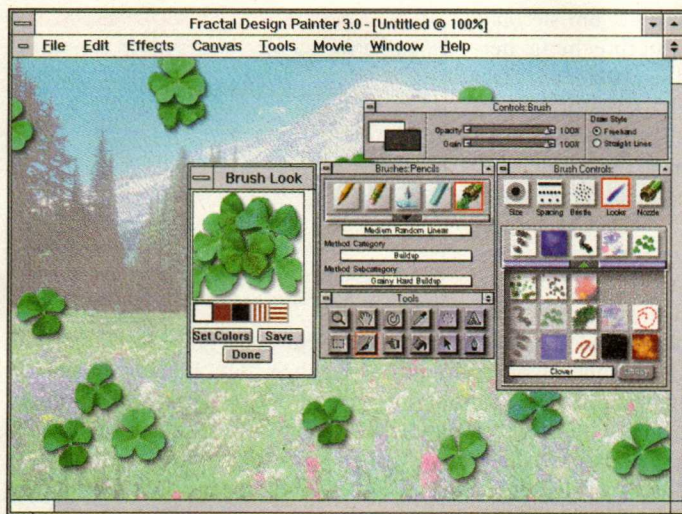 Fractal Design Painter 3.0 - [Untitled @ 100%]
File Edit Effects Canvas Tools Movie Window Help
Controls:Brush
Opacity 100%
Grain 100%
Draw Style
Freehand
Straight Lines
Brush Look
Set Colors Save
Done
Brushes:Pencils
Medium Random Linear
Method Category
Buildup
Method Subcategory
Grainy Hard Buildup
Tools
Brush Controls:
Size Spacing Bristle Looks Nozzle
Clover